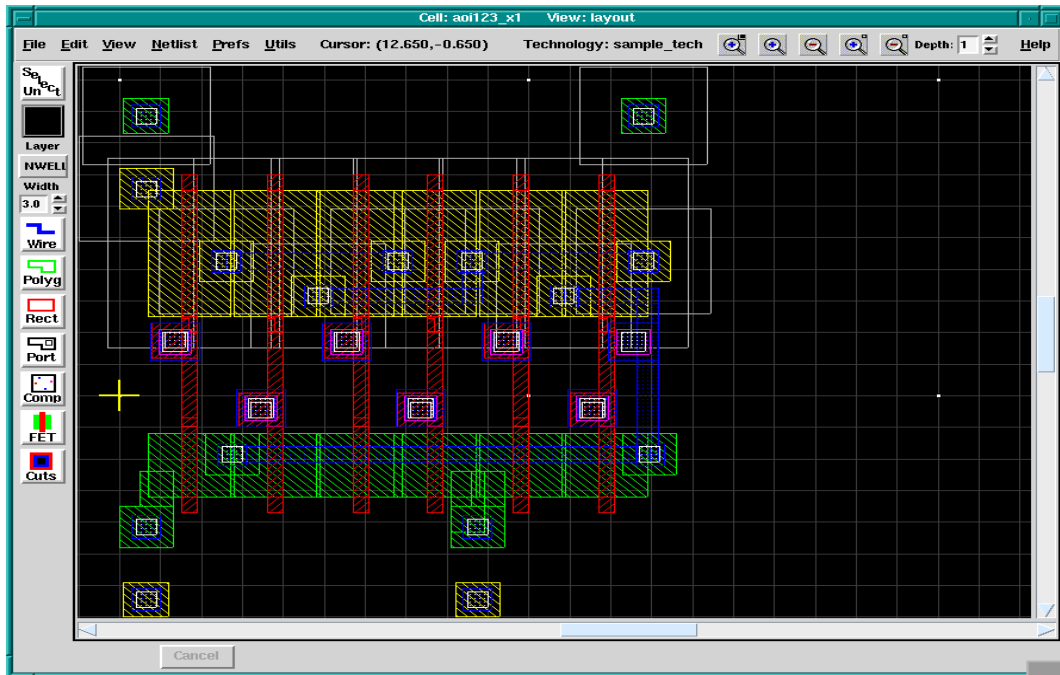 Cell: aoi123_x1 View: layout
File Edit View Netlist Prefs Utils Cursor: (12.650,-0.650) Technology: sample_tech Depth: 1 Help
Select
Un
Layer
NWELL
Width
3.0
Wire
Polyg
Rect
Port
Comp
FET
Cuts
Cancel